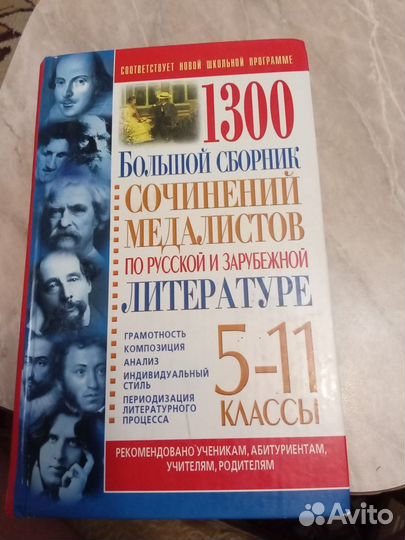 СООТВЕТСТВУЕТ НОВОЙ ШКОЛЬНОЙ ПРОГРАММЕ
1300
БОЛЬШОЙ СБОРНИК
СОЧИНЕНИЙ
МЕДАЛИСТОВ
ПО РУССКОЙ И ЗАРУБЕЖНОЙ
ЛИТЕРАТУРЕ
ГРАМОТНОСТЬ
КОМПОЗИЦИЯ
АНАЛИЗ
ИНДИВИДУАЛЬНЫЙ
СТИЛЬ
ПЕРИОДИЗАЦИЯ
ЛИТЕРАТУРНОГО
ПРОЦЕССА
5-11
КЛАССЫ
РЕКОМЕНДОВАНО УЧЕНИКАМ, АБИТУРИЕНТАМ,
УЧИТЕЛЯМ, РОДИТЕЛЯМ
Avito